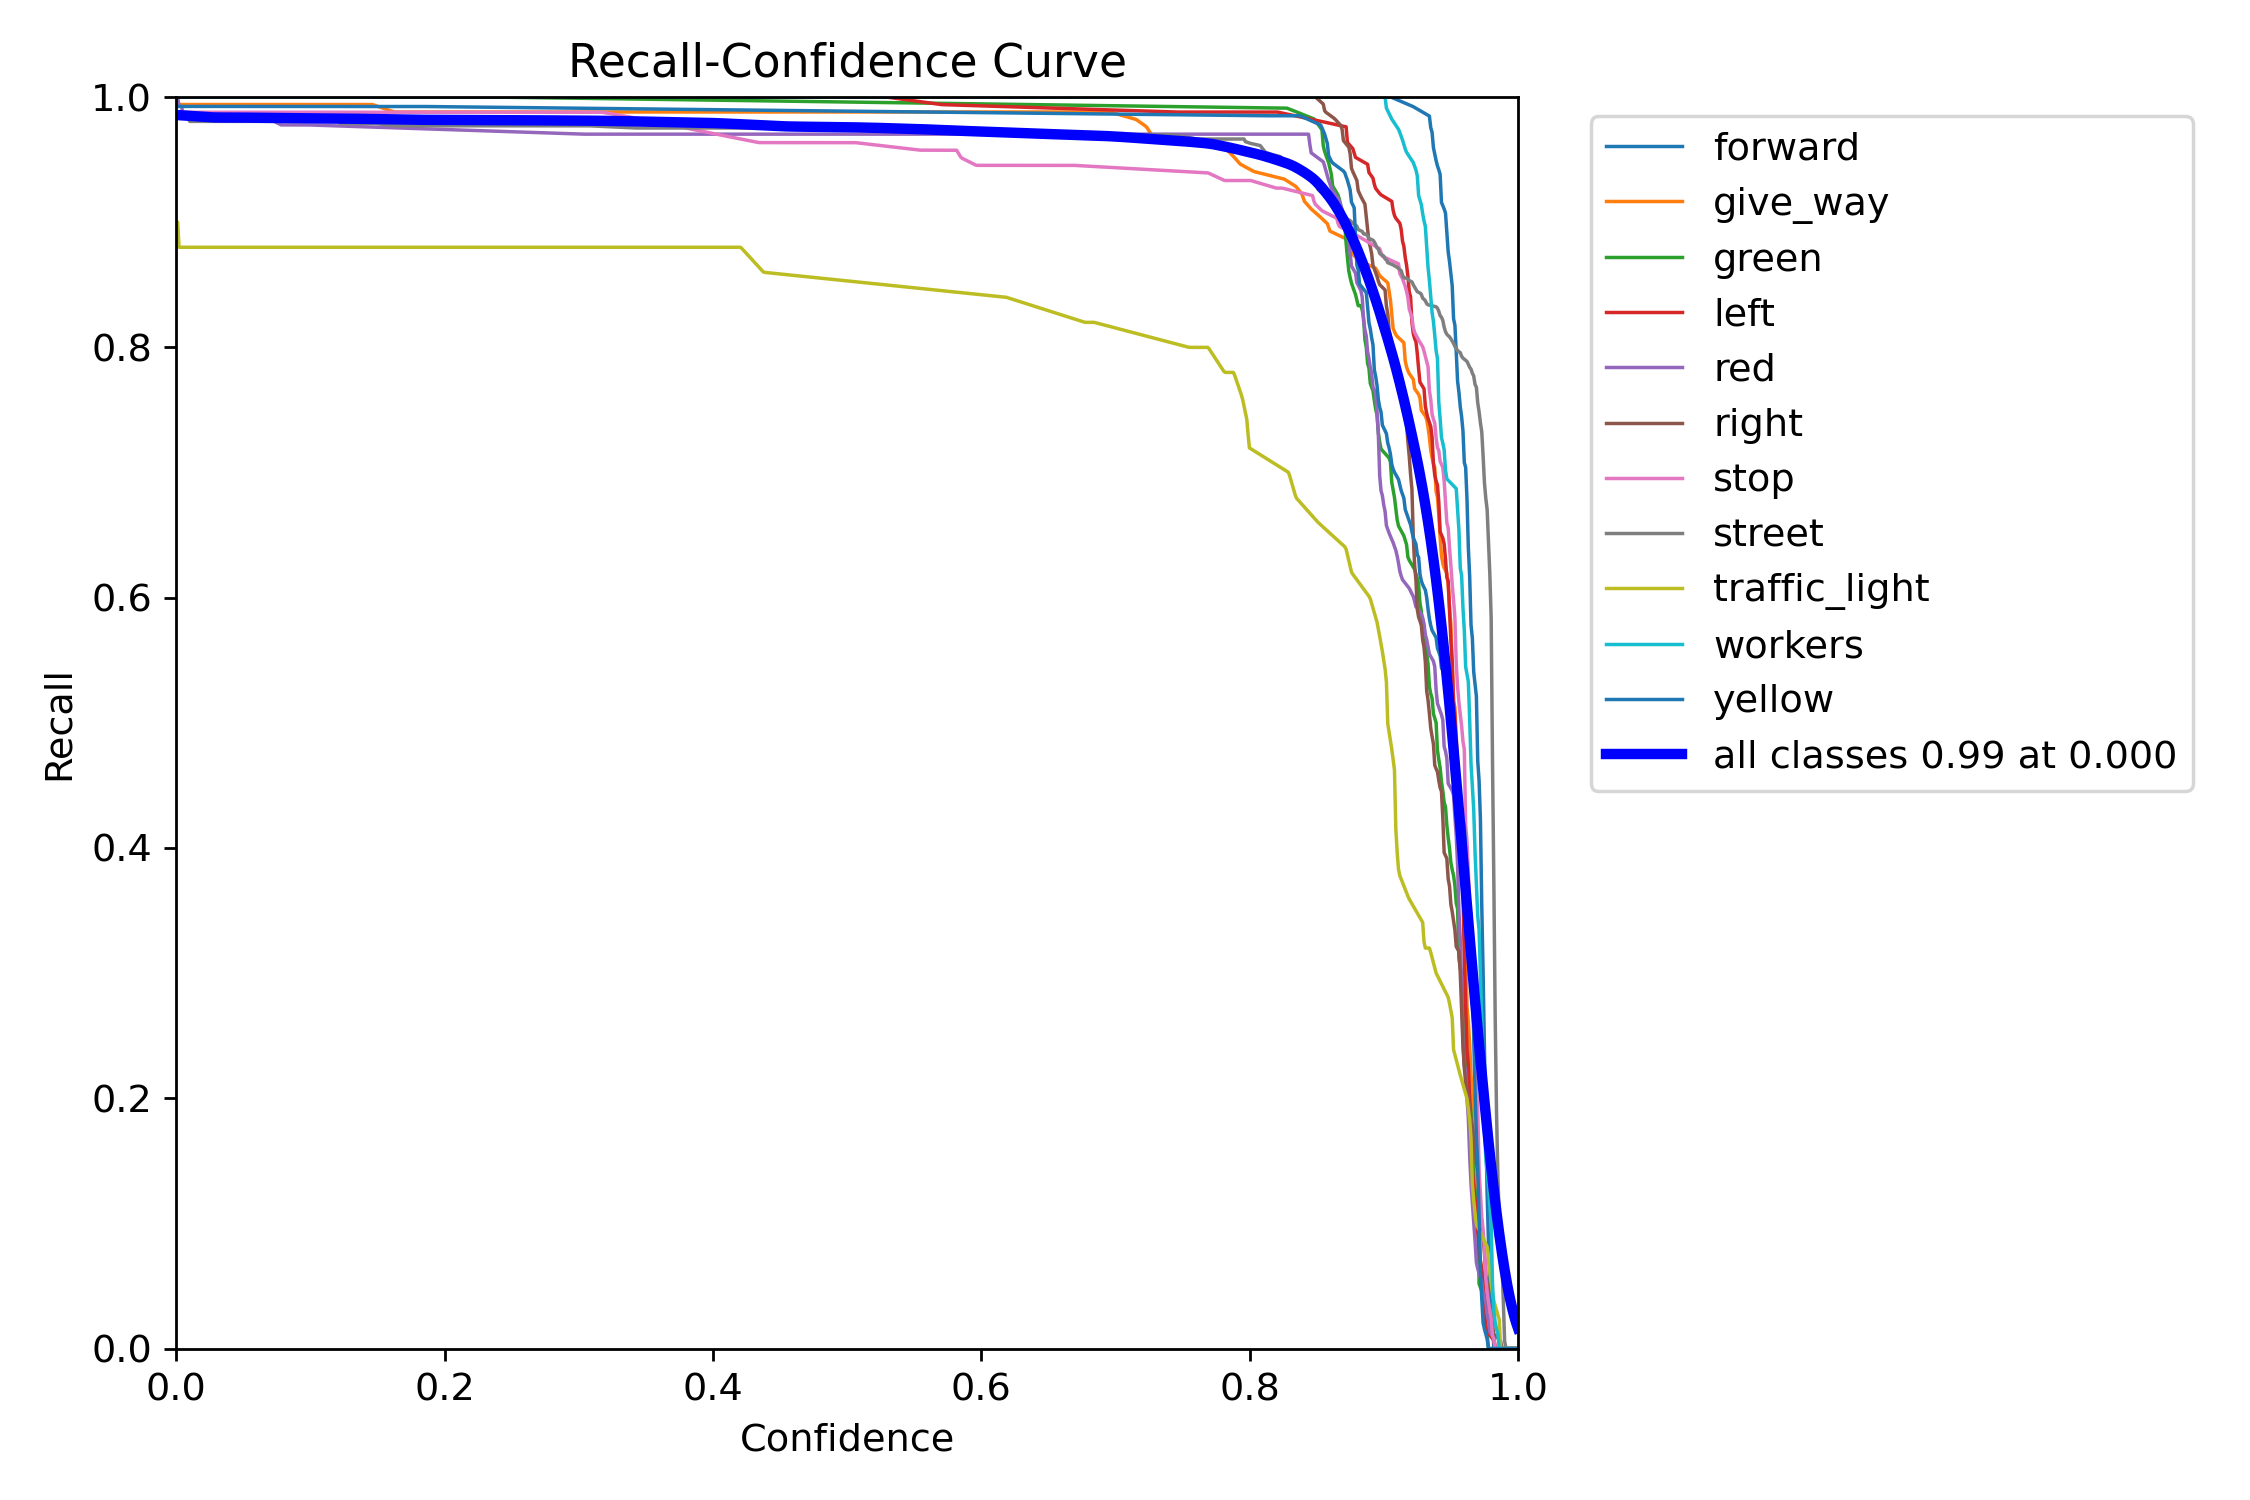 Recall-Confidence Curve
1.0
0.8
0.6
0.4
0.2
0.0
Recall
0.0 0.2 0.4 0.6 0.8 1.0
Confidence
forward
give_way
green
left
red
right
stop
street
traffic_light
workers
yellow
all classes 0.99 at 0.000